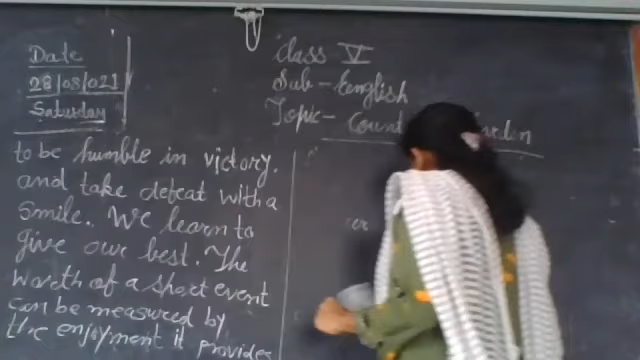 Date
28/08/021
Saturday
Class V
Sub - English
Topic - Count
to be humble in victory.
and take defeat with a
smile. We learn to
give our best. The
worth of a short event
can be measured by
the enjoyment it provides